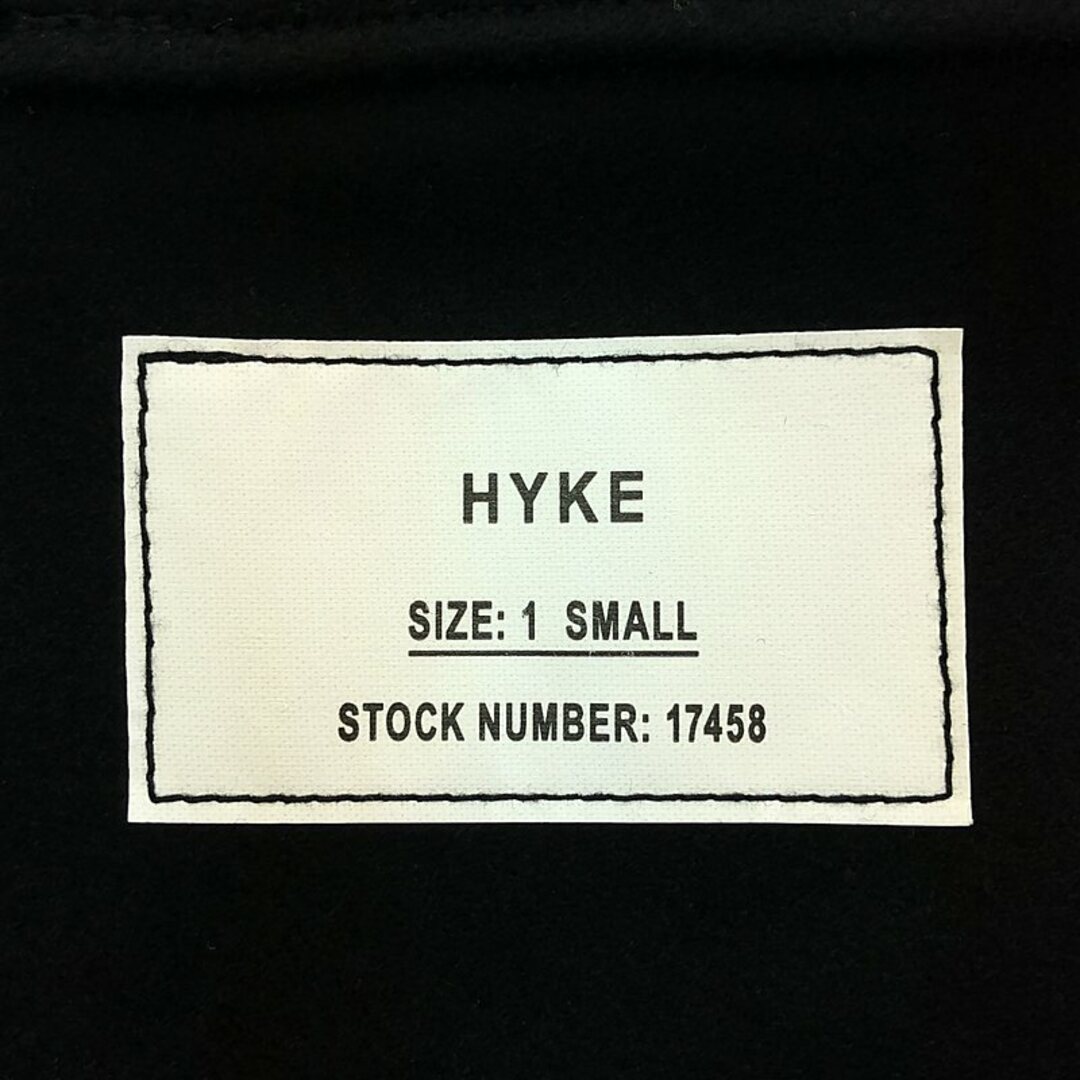 HYKE
SIZE: 1 SMALL
STOCK NUMBER: 17458